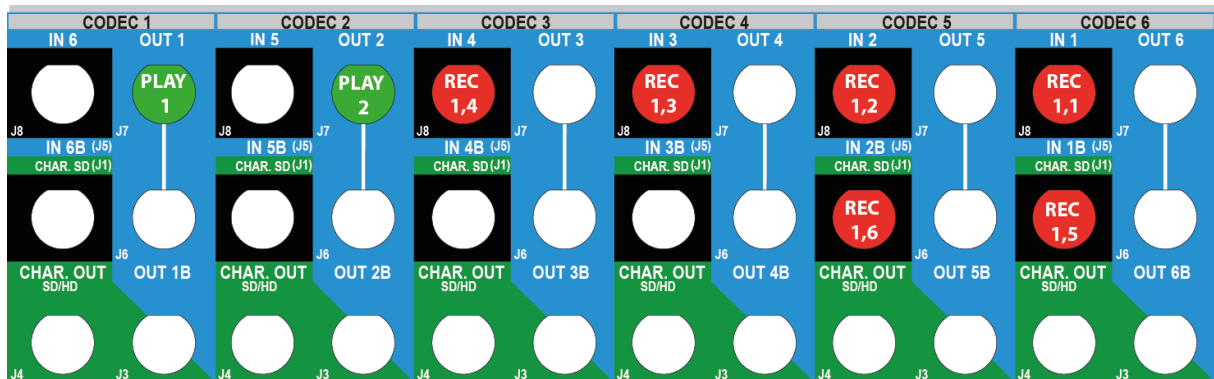 CODEC 1 CODEC 2 CODEC 3 CODEC 4 CODEC 5 CODEC 6
IN 6 OUT 1 IN 5 OUT 2 IN 4 OUT 3 IN 3 OUT 4 IN 2 OUT 5 IN 1 OUT 6
PLAY PLAY REC REC REC REC
1 2 1,4 1,3 1,2 1,1
J8 J7 J8 J7 J8 J7 J8 J7 J8 J7 J8 J7
IN 6B (J5) IN 5B (J5) IN 4B (J5) IN 3B (J5) IN 2B (J5) IN 1B (J5)
CHAR. SD (J1) CHAR. SD (J1) CHAR. SD (J1) CHAR. SD (J1) CHAR. SD (J1) CHAR. SD (J1)
REC REC
1,6 1,5
J6 J6 J6 J6 J6 J6
CHAR. OUT OUT 1B CHAR. OUT OUT 2B CHAR. OUT OUT 3B CHAR. OUT OUT 4B CHAR. OUT OUT 5B CHAR. OUT OUT 6B
SD/HD SD/HD SD/HD SD/HD SD/HD SD/HD
J4 J3 J4 J3 J4 J3 J4 J3 J4 J3 J4 J3